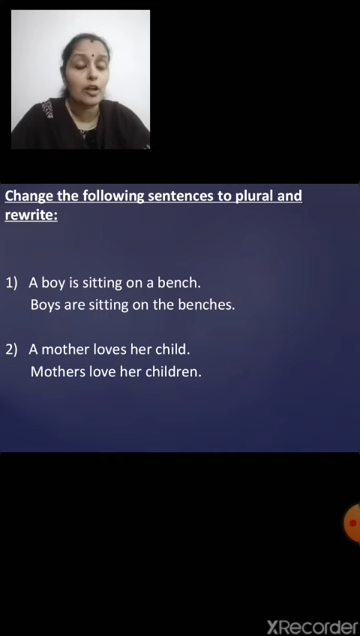 Change the following sentences to plural and
rewrite:
1) A boy is sitting on a bench.
Boys are sitting on the benches.
2) A mother loves her child.
Mothers love her children.
XRecorder